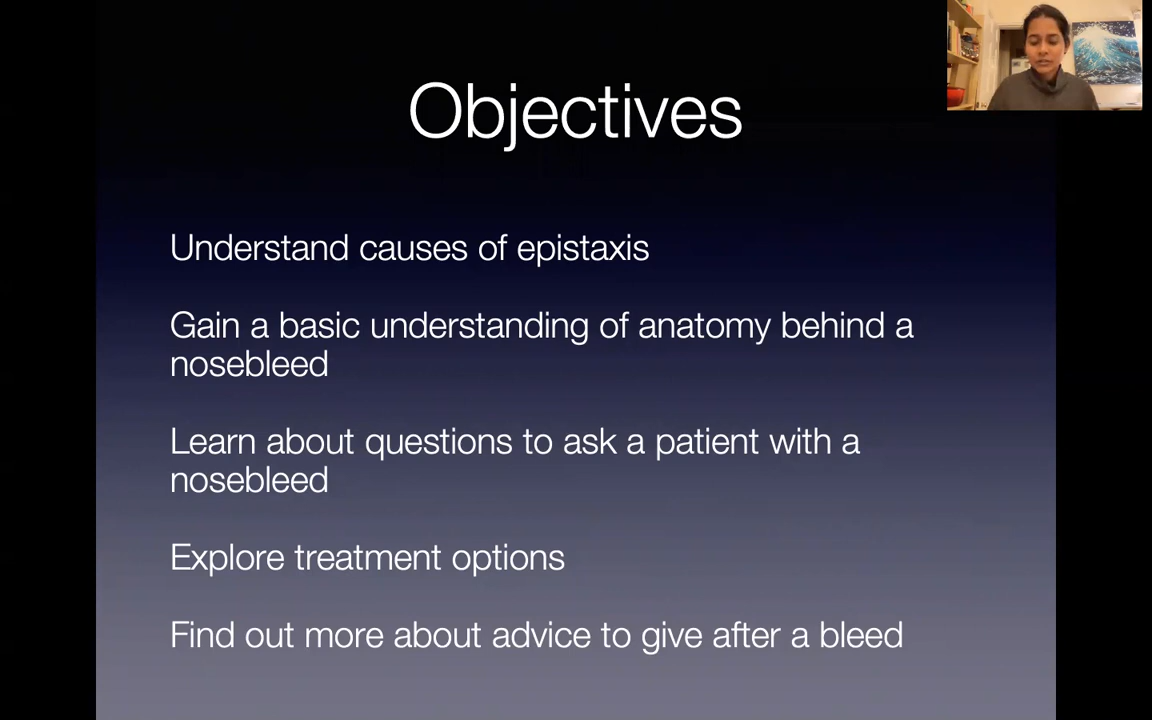 Objectives
Understand causes of epistaxis
Gain a basic understanding of anatomy behind a
nosebleed
Learn about questions to ask a patient with a
nosebleed
Explore treatment options
Find out more about advice to give after a bleed